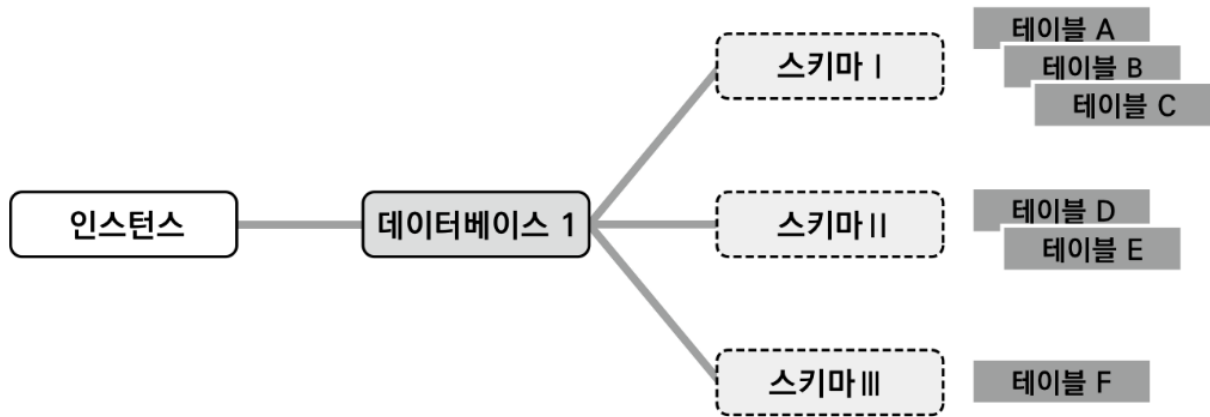 인스턴스
데이터베이스 1
스키마 Ⅰ
테이블 A
테이블 B
테이블 C
스키마 Ⅱ
테이블 D
테이블 E
스키마 Ⅲ
테이블 F